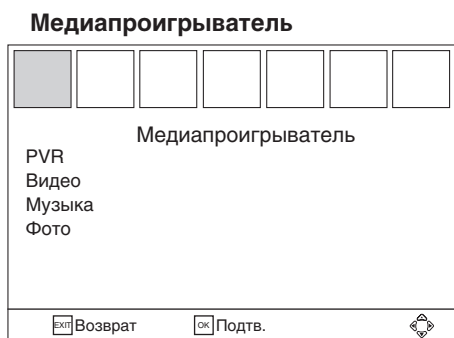 Медиапроигрыватель
Медиапроигрыватель
PVR
Видео
Музыка
Фото
EXIT Возврат OK Подтв.